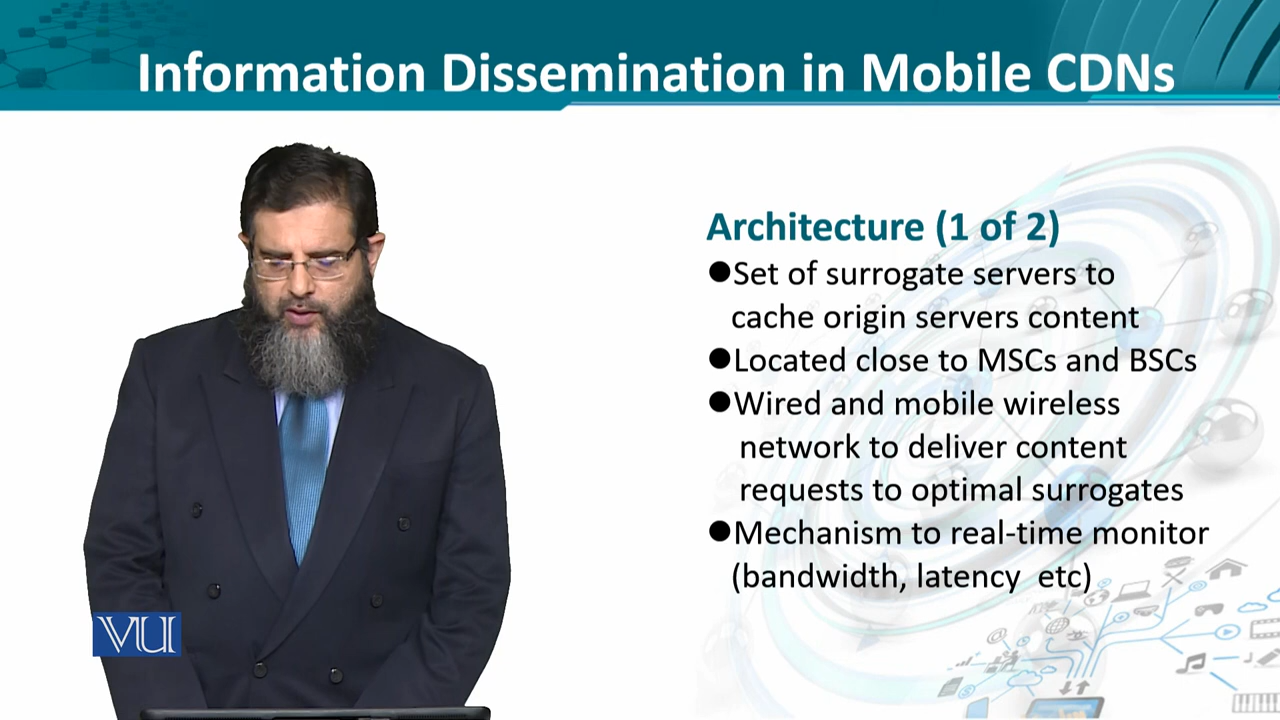 Information Dissemination in Mobile CDNs
Architecture (1 of 2)
●Set of surrogate servers to
cache origin servers content
●Located close to MSCs and BSCs
●Wired and mobile wireless
network to deliver content
requests to optimal surrogates
●Mechanism to real-time monitor
(bandwidth, latency etc)
VU